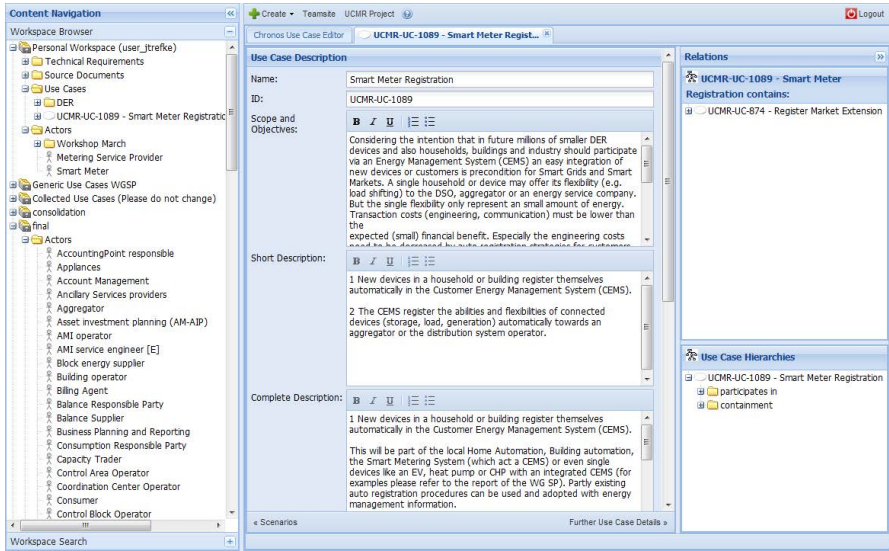 Content Navigation
Workspace Browser
Personal Workspace (user_jtrefke)
Technical Requirements
Source Documents
Use Cases
DER
UCMR-UC-1089 - Smart Meter Registratic
Actors
Workshop March
Metering Service Provider
Smart Meter
Generic Use Cases WGSP
Collected Use Cases (Please do not change)
consolidation
final
Actors
AccountingPoint responsible
Appliances
Account Management
Ancillary Services providers
Aggregator
Asset investment planning (AM-AIP)
AMI operator
AMI service engineer [E]
Block energy supplier
Building operator
Billing Agent
Balance Responsible Party
Balance Supplier
Business Planning and Reporting
Consumption Responsible Party
Capacity Trader
Control Area Operator
Coordination Center Operator
Consumer
Control Block Operator
Workspace Search
Create Teamsite UCMR Project
Logout
Chronos Use Case Editor
UCMR-UC-1089 - Smart Meter Regist...
Use Case Description
Name: Smart Meter Registration
ID: UCMR-UC-1089
Scope and
Objectives:
B I U
Considering the intention that in future millions of smaller DER
devices and also households, buildings and industry should participate
via an Energy Management System (CEMS) an easy integration of
new devices or customers is precondition for Smart Grids and Smart
Markets. A single household or device may offer its flexibility (e.g.
load shifting) to the DSO, aggregator or an energy service company.
But the single flexibility only represent an small amount of energy.
Transaction costs (engineering, communication) must be lower than
the
expected (small) financial benefit. Especially the engineering costs
need to be decreased by auto registration strategies for customers
Short Description:
B I U
1 New devices in a household or building register themselves
automatically in the Customer Energy Management System (CEMS).
2 The CEMS register the abilities and flexibilities of connected
devices (storage, load, generation) automatically towards an
aggregator or the distribution system operator.
Complete Description:
B I U
1 New devices in a household or building register themselves
automatically in the Customer Energy Management System (CEMS).
This will be part of the local Home Automation, Building automation,
the Smart Metering System (which act a CEMS) or even single
devices like an EV, heat pump or CHP with an integrated CEMS (for
examples please refer to the report of the WG SP). Partly existing
auto registration procedures can be used and adopted with energy
management information.
« Scenarios
Further Use Case Details »
Relations
UCMR-UC-1089 - Smart Meter
Registration contains:
UCMR-UC-874 - Register Market Extension
Use Case Hierarchies
UCMR-UC-1089 - Smart Meter Registration
participates in
containment